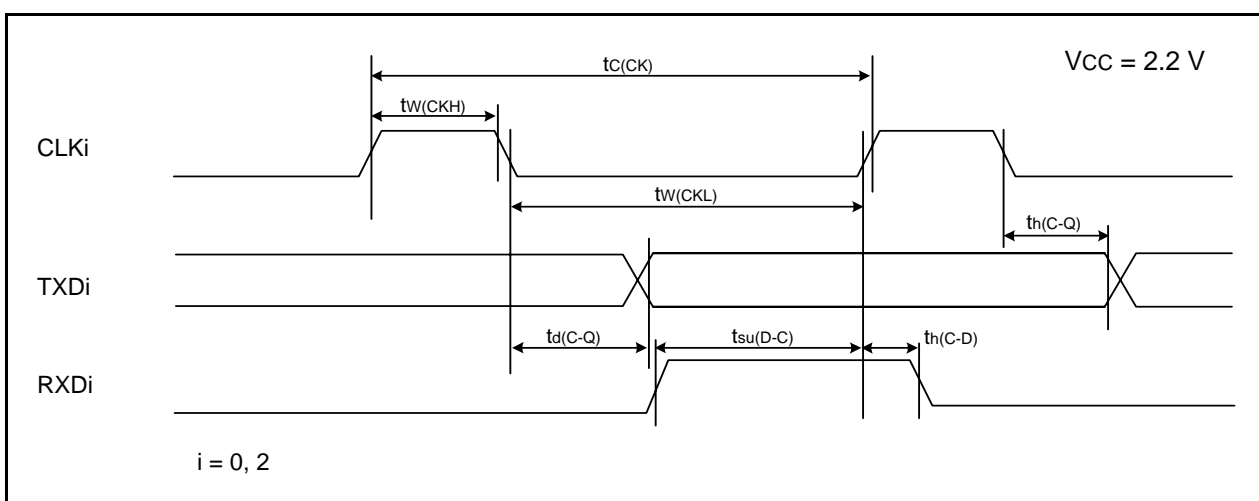 tC(CK)
VCC = 2.2 V
tW(CKH)
CLKi
tW(CKL)
th(C-Q)
TXDi
td(C-Q)
tsu(D-C)
th(C-D)
RXDi
i = 0, 2